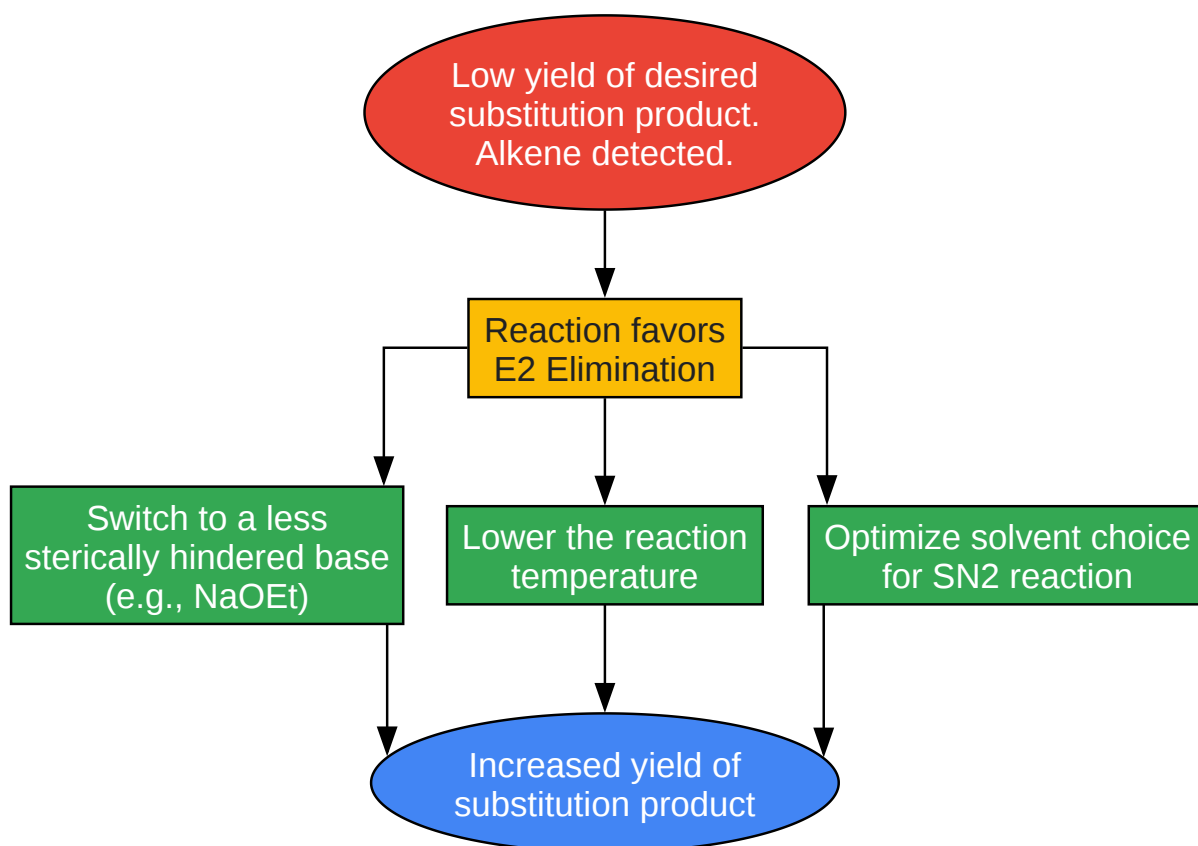 Low yield of desired
substitution product.
Alkene detected.
Reaction favors
E2 Elimination
Switch to a less
sterically hindered base
(e.g., NaOEt)
Lower the reaction
temperature
Optimize solvent choice
for SN2 reaction
Increased yield of
substitution product